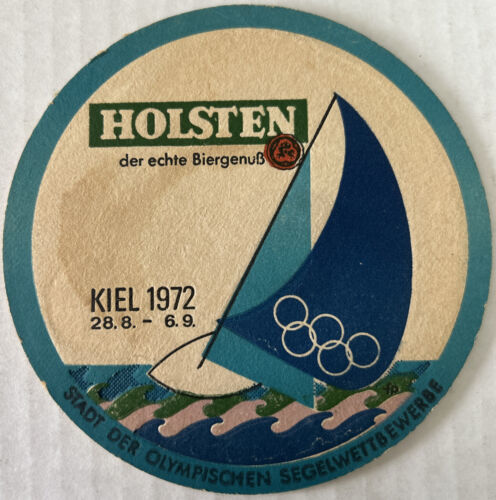 HOLSTEN
der echte Biergenuß
KIEL 1972
28.8. - 6.9.
STADT DER OLYMPISCHEN SEGELWETTBEWERBE